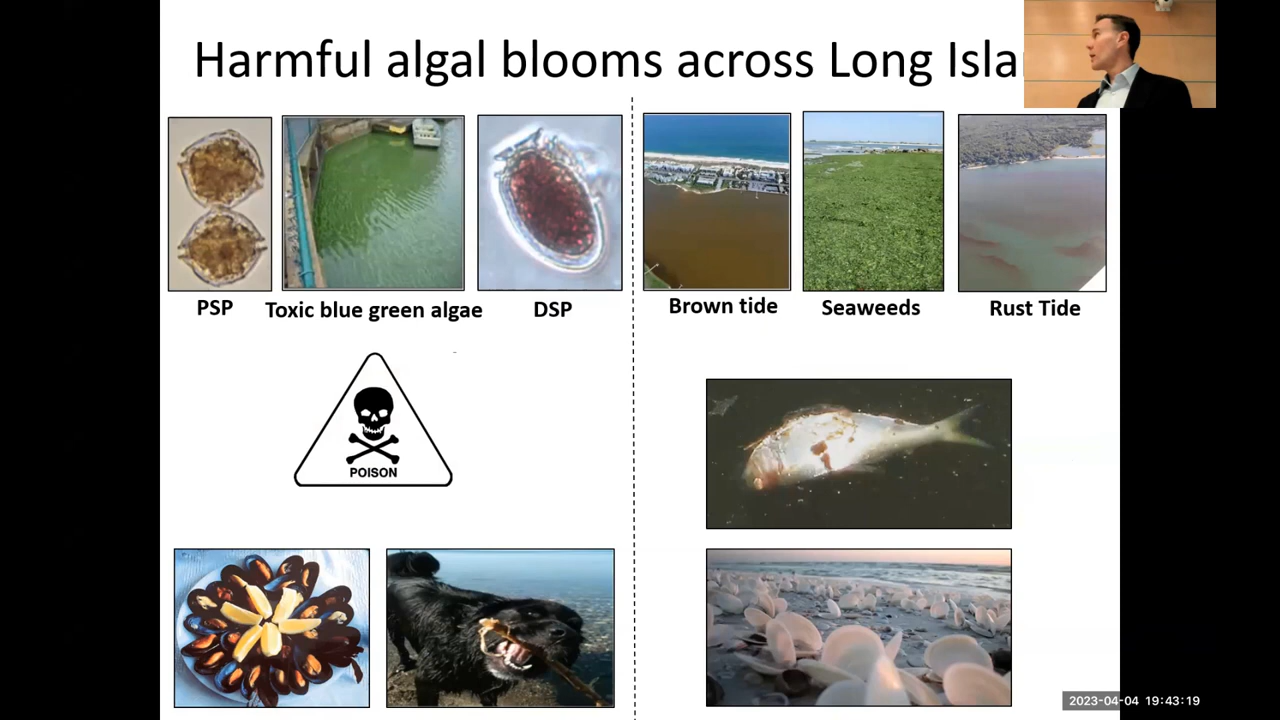 Harmful algal blooms across Long Isla
PSP
Toxic blue green algae
DSP
Brown tide
Seaweeds
Rust Tide
POISON
2023-04-04 19:43:19